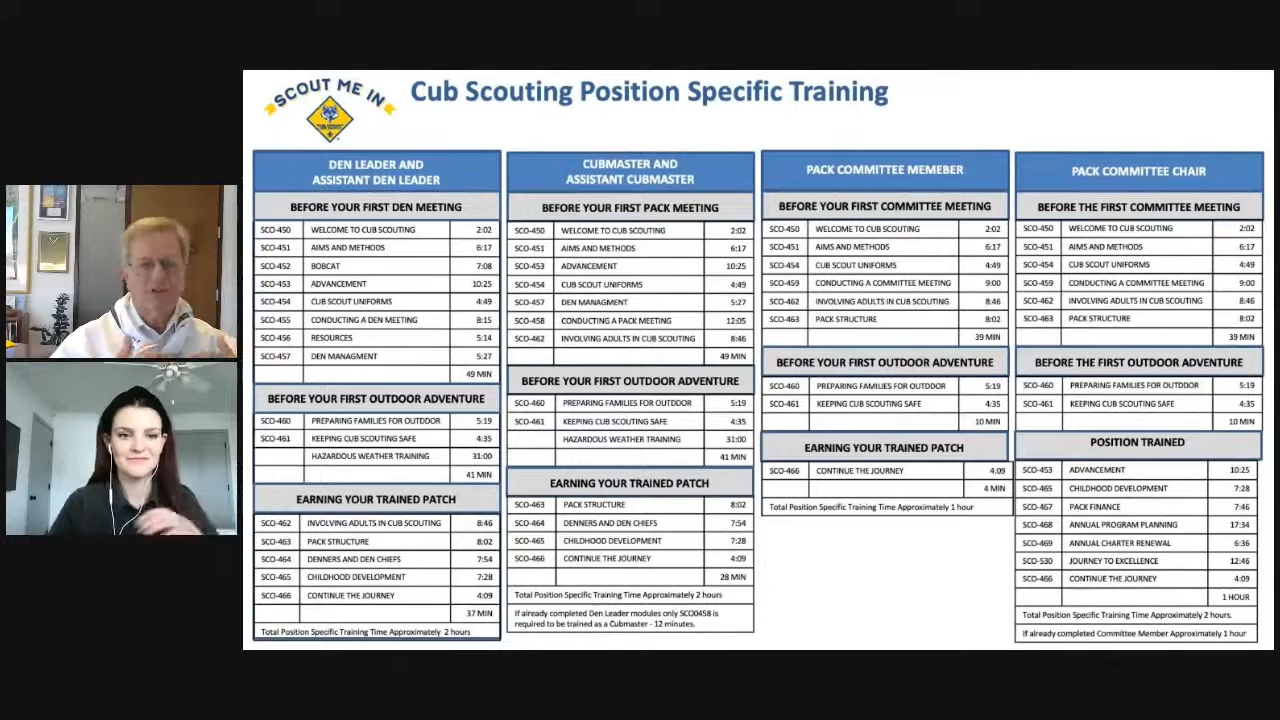 SCOUT ME IN
Cub Scouting Position Specific Training
DEN LEADER AND
ASSISTANT DEN LEADER
BEFORE YOUR FIRST DEN MEETING
SCO-450 WELCOME TO CUB SCOUTING 2:02
SCO-451 AIMS AND METHODS 6:17
SCO-452 BOBCAT 7:08
SCO-453 ADVANCEMENT 10:25
SCO-454 CUB SCOUT UNIFORMS 4:49
SCO-455 CONDUCTING A DEN MEETING 8:15
SCO-456 RESOURCES 5:14
SCO-457 DEN MANAGMENT 5:27
49 MIN
BEFORE YOUR FIRST OUTDOOR ADVENTURE
SCO-460 PREPARING FAMILIES FOR OUTDOOR 5:19
SCO-461 KEEPING CUB SCOUTING SAFE 4:35
HAZARDOUS WEATHER TRAINING 31:00
41 MIN
EARNING YOUR TRAINED PATCH
SCO-462 INVOLVING ADULTS IN CUB SCOUTING 8:46
SCO-463 PACK STRUCTURE 8:02
SCO-464 DENNERS AND DEN CHIEFS 7:54
SCO-465 CHILDHOOD DEVELOPMENT 7:28
SCO-466 CONTINUE THE JOURNEY 4:09
37 MIN
Total Position Specific Training Time Approximately 2 hours
CUBMASTER AND
ASSISTANT CUBMASTER
BEFORE YOUR FIRST PACK MEETING
SCO-450 WELCOME TO CUB SCOUTING 2:02
SCO-451 AIMS AND METHODS 6:17
SCO-453 ADVANCEMENT 10:25
SCO-454 CUB SCOUT UNIFORMS 4:49
SCO-457 DEN MANAGMENT 5:27
SCO-458 CONDUCTING A PACK MEETING 12:05
SCO-462 INVOLVING ADULTS IN CUB SCOUTING 8:46
49 MIN
BEFORE YOUR FIRST OUTDOOR ADVENTURE
SCO-460 PREPARING FAMILIES FOR OUTDOOR 5:19
SCO-461 KEEPING CUB SCOUTING SAFE 4:35
HAZARDOUS WEATHER TRAINING 31:00
41 MIN
EARNING YOUR TRAINED PATCH
SCO-463 PACK STRUCTURE 8:02
SCO-464 DENNERS AND DEN CHIEFS 7:54
SCO-465 CHILDHOOD DEVELOPMENT 7:28
SCO-466 CONTINUE THE JOURNEY 4:09
28 MIN
Total Position Specific Training Time Approximately 2 hours
If already completed Den Leader modules only SCO0458 is
required to be trained as a Cubmaster - 12 minutes.
PACK COMMITTEE MEMEBER
BEFORE YOUR FIRST COMMITTEE MEETING
SCO-450 WELCOME TO CUB SCOUTING 2:02
SCO-451 AIMS AND METHODS 6:17
SCO-454 CUB SCOUT UNIFORMS 4:49
SCO-459 CONDUCTING A COMMITTEE MEETING 9:00
SCO-462 INVOLVING ADULTS IN CUB SCOUTING 8:46
SCO-463 PACK STRUCTURE 8:02
39 MIN
BEFORE YOUR FIRST OUTDOOR ADVENTURE
SCO-460 PREPARING FAMILIES FOR OUTDOOR 5:19
SCO-461 KEEPING CUB SCOUTING SAFE 4:35
10 MIN
EARNING YOUR TRAINED PATCH
SCO-466 CONTINUE THE JOURNEY 4:09
4 MIN
Total Position Specific Training Time Approximately 1 hour
PACK COMMITTEE CHAIR
BEFORE THE FIRST COMMITTEE MEETING
SCO-450 WELCOME TO CUB SCOUTING 2:02
SCO-451 AIMS AND METHODS 6:17
SCO-454 CUB SCOUT UNIFORMS 4:49
SCO-459 CONDUCTING A COMMITTEE MEETING 9:00
SCO-462 INVOLVING ADULTS IN CUB SCOUTING 8:46
SCO-463 PACK STRUCTURE 8:02
39 MIN
BEFORE THE FIRST OUTDOOR ADVENTURE
SCO-460 PREPARING FAMILIES FOR OUTDOOR 5:19
SCO-461 KEEPING CUB SCOUTING SAFE 4:35
10 MIN
POSITION TRAINED
SCO-453 ADVANCEMENT 10:25
SCO-465 CHILDHOOD DEVELOPMENT 7:28
SCO-467 PACK FINANCE 7:46
SCO-468 ANNUAL PROGRAM PLANNING 17:34
SCO-469 ANNUAL CHARTER RENEWAL 6:36
SCO-530 JOURNEY TO EXCELLENCE 12:46
SCO-466 CONTINUE THE JOURNEY 4:09
1 HOUR
Total Position Specific Training Time Approximately 2 hours.
If already completed Committee Member Approximately 1 hour